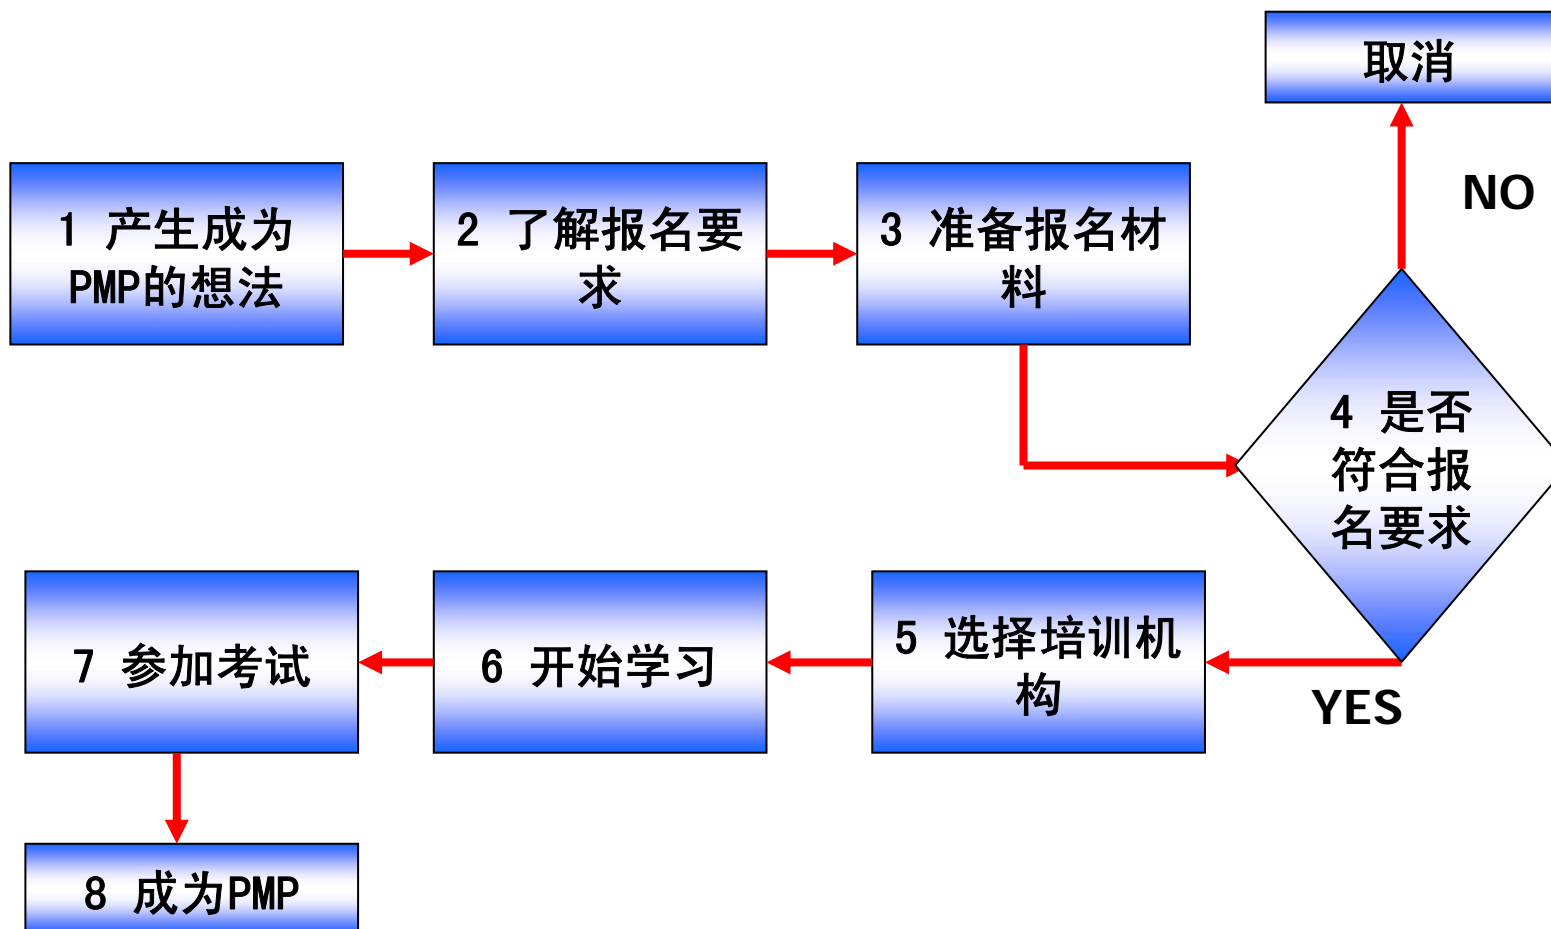 取消
NO
1 产生成为
PMP的想法
2 了解报名要
求
3 准备报名材
料
4 是否
符合报
名要求
YES
5 选择培训机
构
6 开始学习
7 参加考试
8 成为PMP